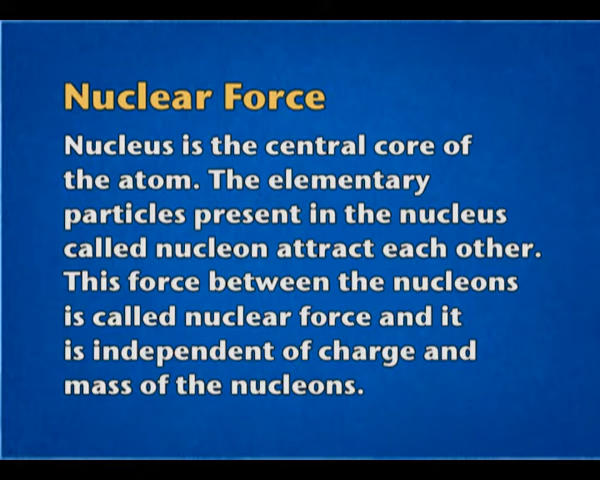 Nuclear Force
Nucleus is the central core of
the atom. The elementary
particles present in the nucleus
called nucleon attract each other.
This force between the nucleons
is called nuclear force and it
is independent of charge and
mass of the nucleons.